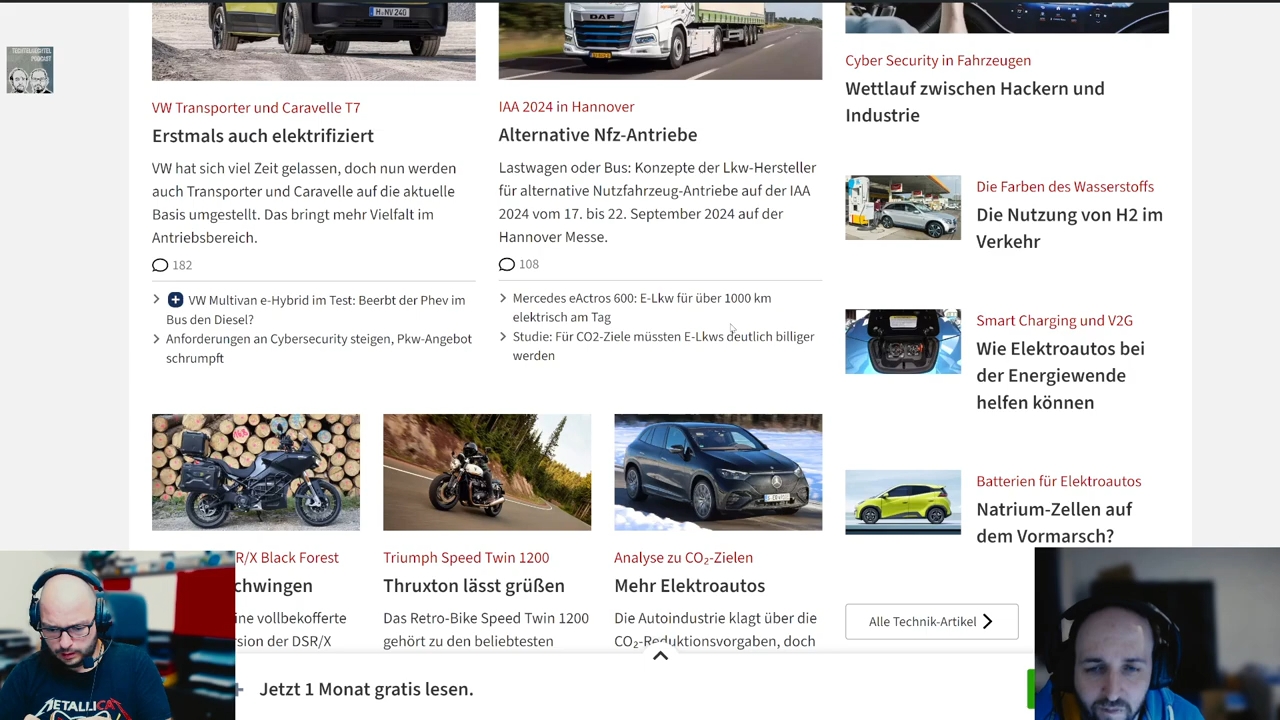 TECHTELMECHTEL
PODCAST
H·NV 240
DAF
VW Transporter und Caravelle T7
Erstmals auch elektrifiziert
VW hat sich viel Zeit gelassen, doch nun werden
auch Transporter und Caravelle auf die aktuelle
Basis umgestellt. Das bringt mehr Vielfalt im
Antriebsbereich.
182
VW Multivan e-Hybrid im Test: Beerbt der Phev im
Bus den Diesel?
Anforderungen an Cybersecurity steigen, Pkw-Angebot
schrumpft
IAA 2024 in Hannover
Alternative Nfz-Antriebe
Lastwagen oder Bus: Konzepte der Lkw-Hersteller
für alternative Nutzfahrzeug-Antriebe auf der IAA
2024 vom 17. bis 22. September 2024 auf der
Hannover Messe.
108
Mercedes eActros 600: E-Lkw für über 1000 km
elektrisch am Tag
Studie: Für CO2-Ziele müssten E-Lkws deutlich billiger
werden
Cyber Security in Fahrzeugen
Wettlauf zwischen Hackern und
Industrie
Die Farben des Wasserstoffs
Die Nutzung von H2 im
Verkehr
Smart Charging und V2G
Wie Elektroautos bei
der Energiewende
helfen können
Batterien für Elektroautos
Natrium-Zellen auf
dem Vormarsch?
Alle Technik-Artikel
R/X Black Forest
chwingen
ine vollbekofferte
rsion der DSR/X
Triumph Speed Twin 1200
Thruxton lässt grüßen
Das Retro-Bike Speed Twin 1200
gehört zu den beliebtesten
Analyse zu CO₂-Zielen
Mehr Elektroautos
Die Autoindustrie klagt über die
CO₂-Reduktionsvorgaben, doch
+ Jetzt 1 Monat gratis lesen.
METALLICA